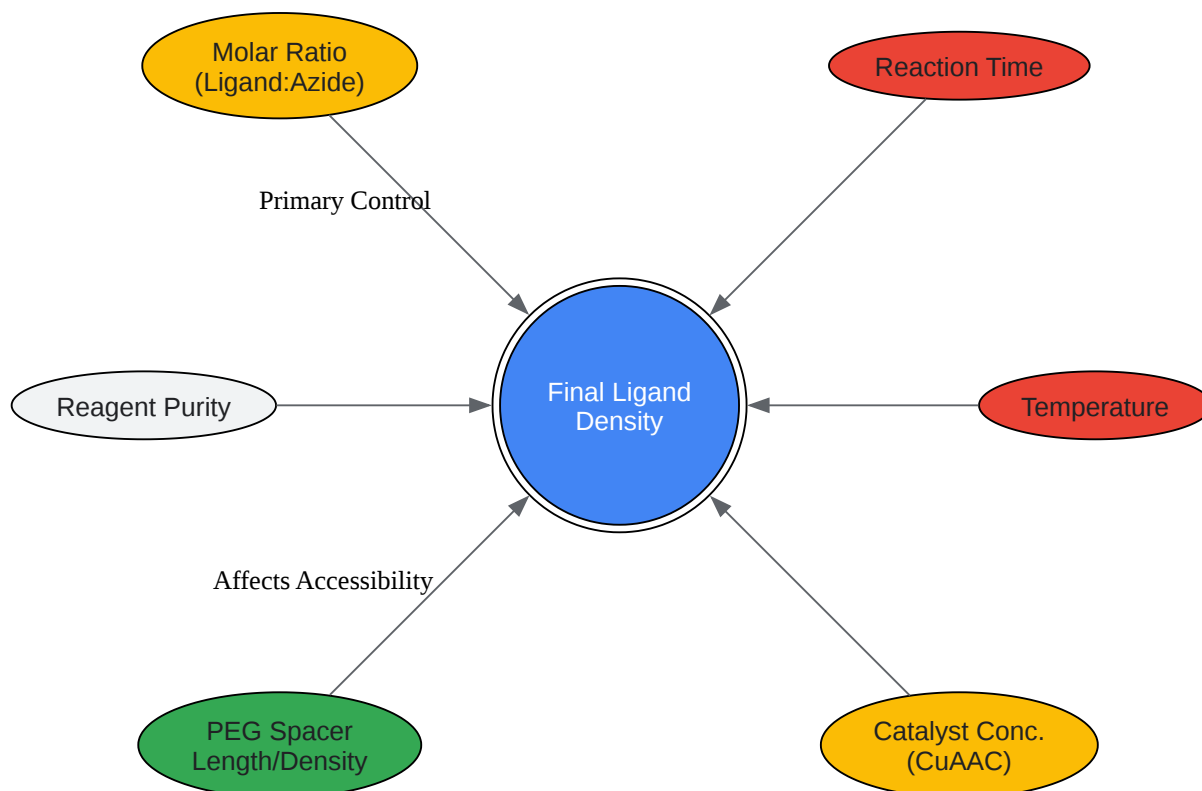 Molar Ratio
(Ligand:Azide)
Reaction Time
Primary Control
Reagent Purity
Final Ligand
Density
Temperature
Affects Accessibility
PEG Spacer
Length/Density
Catalyst Conc.
(CuAAC)